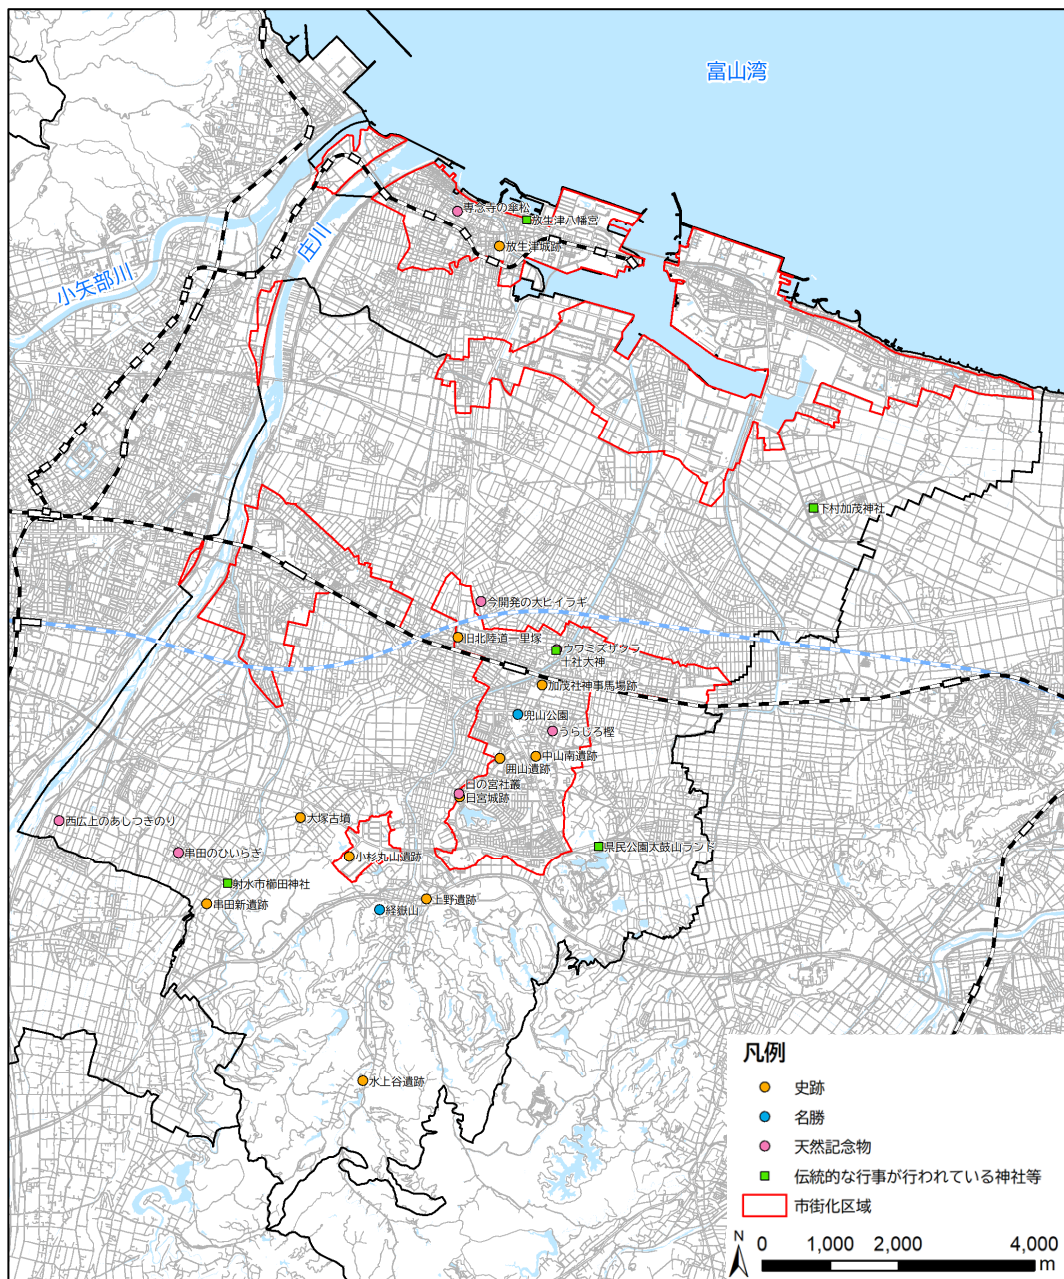 富山湾
専念寺の傘松
放生津八幡宮
庄川
放生津城跡
小矢部川
下村加茂神社
今開発の大ヒイラギ
旧北陸道一里塚
ウワミズザクラ
十社大神
加茂社神事馬場跡
兜山公園
うらじろ樫
中山南遺跡
囲山遺跡
日の宮社叢
日宮城跡
大塚古墳
西広上のあしつきのり
県民公園太鼓山ランド
串田のひいらぎ
小杉丸山遺跡
射水市櫛田神社
上野遺跡
串田新遺跡
経嶽山
水上谷遺跡
凡例
史跡
名勝
天然記念物
伝統的な行事が行われている神社等
市街化区域
N
0 1,000 2,000 4,000
m